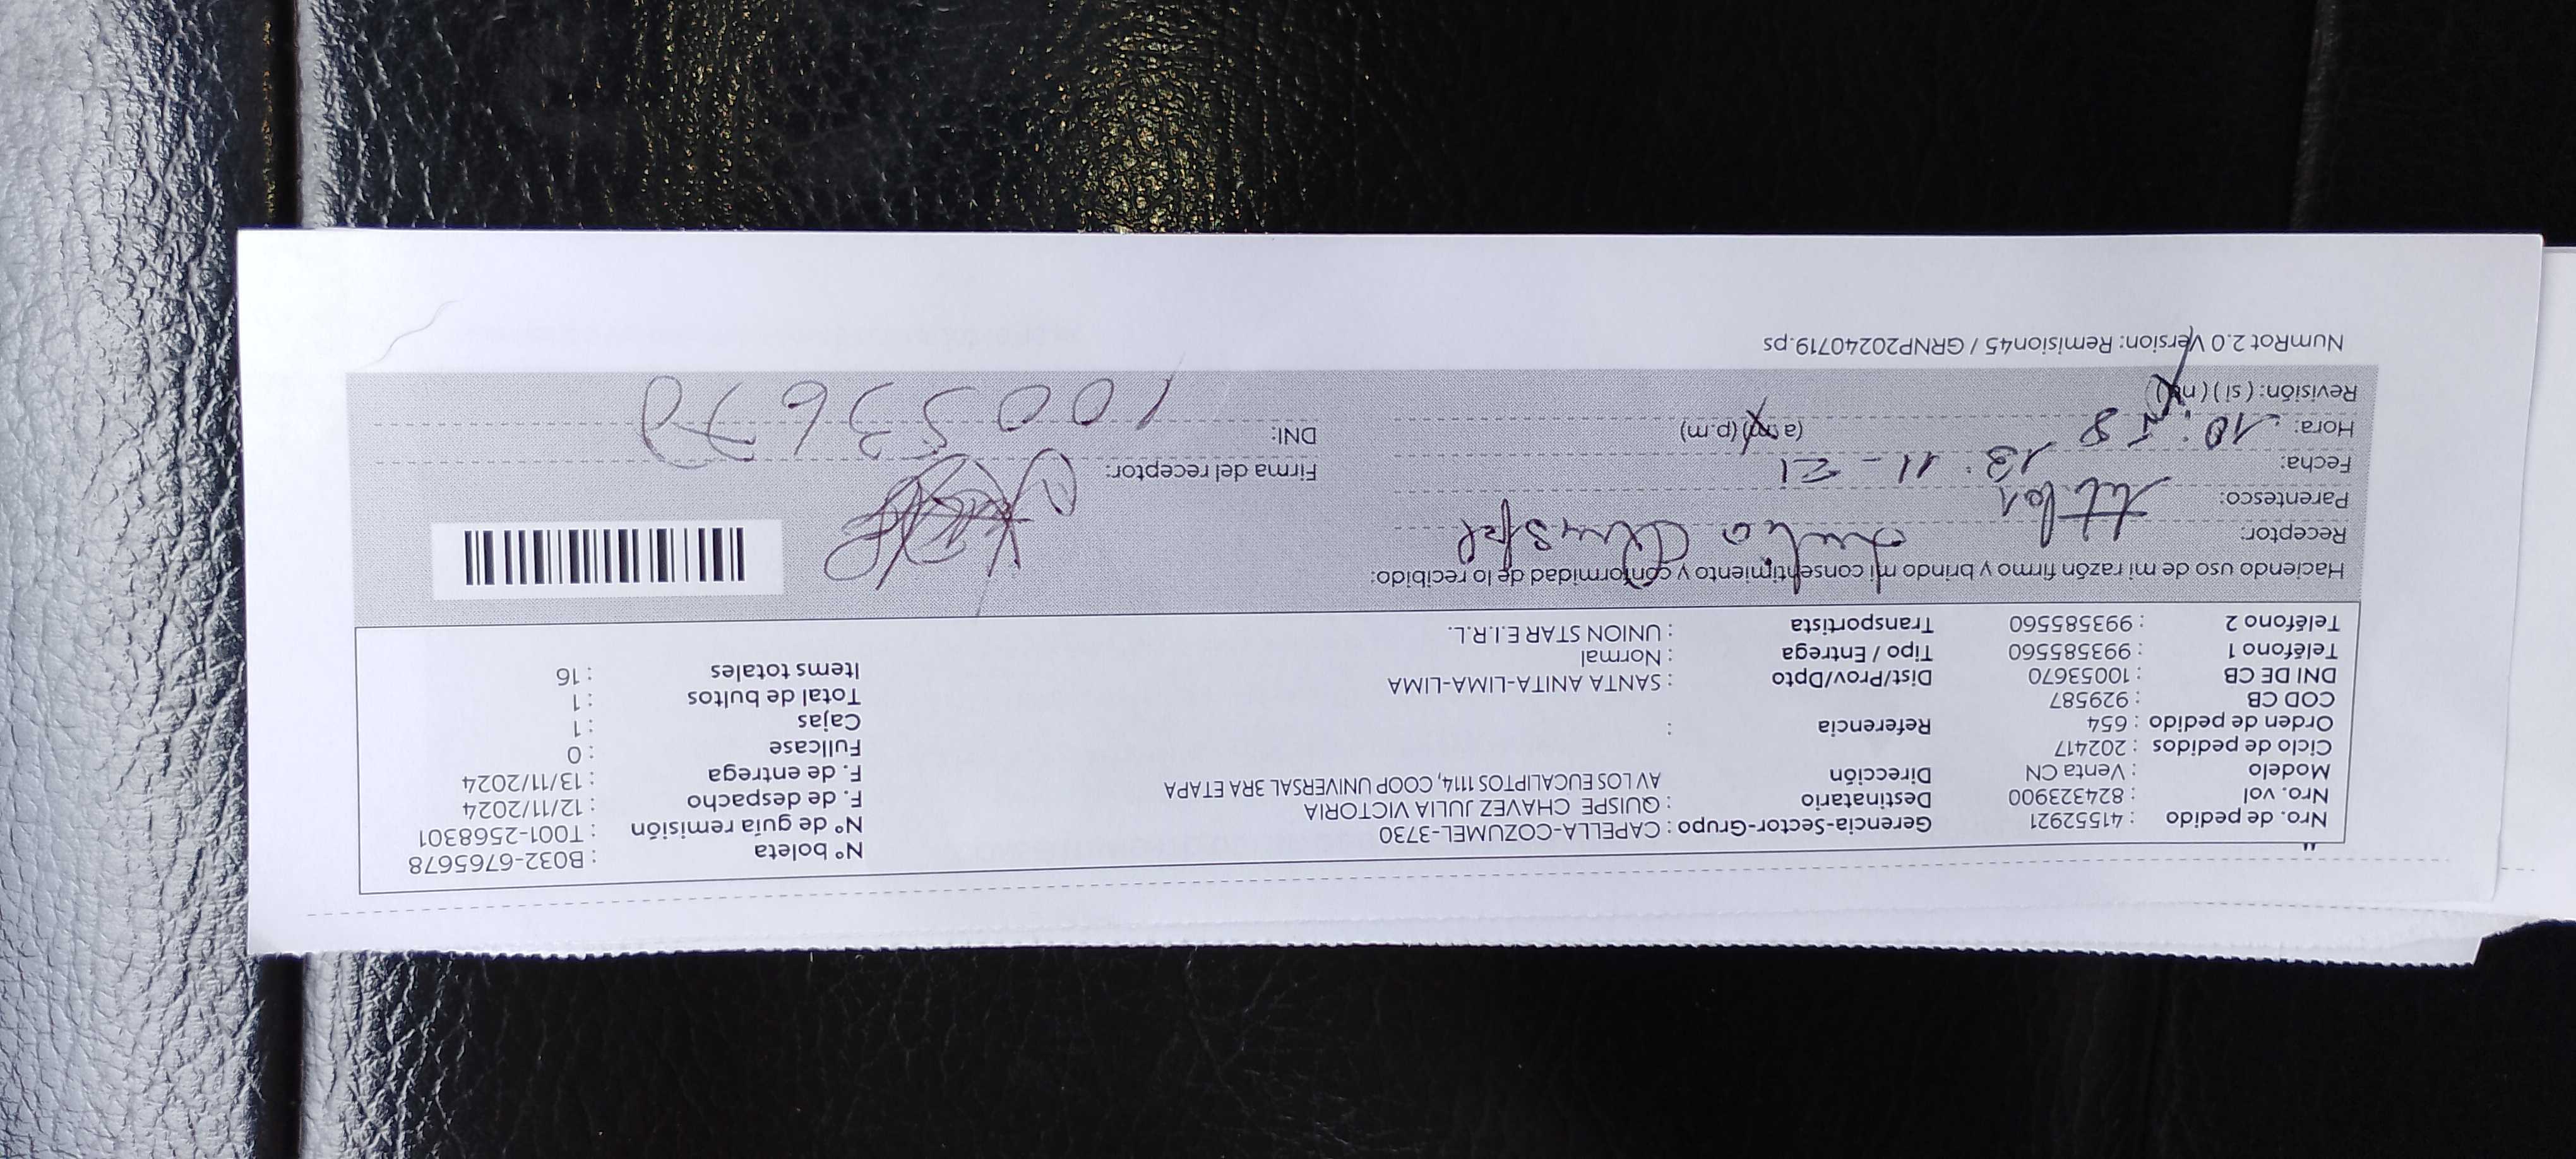 Nro. de pedido : 41552921 Gerencia-Sector-Grupo : CAPELLA-COZUMEL-3730 N° boleta : B032-6765678
Nro. vol : 824323900 Destinatario : QUISPE CHAVEZ JULIA VICTORIA N° de guía remisión : T001-2568301
Modelo : Venta CN Dirección AV LOS EUCALIPTOS 1114, COOP UNIVERSAL 3RA ETAPA F. de despacho : 12/11/2024
Ciclo de pedidos : 202417 F. de entrega : 13/11/2024
Orden de pedido : 654 Referencia : Fullcase : 0
COD CB : 929587 Cajas : 1
DNI DE CB : 10053670 Dist/Prov/Dpto : SANTA ANITA-LIMA-LIMA Total de bultos : 1
Teléfono 1 : 993585560 Tipo / Entrega : Normal Items totales : 16
Teléfono 2 : 993585560 Transportista : UNION STAR E.I.R.L.
Haciendo uso de mi razón firmo y brindo mi consentimiento y conformidad de lo recibido:
Receptor:
Parentesco: titular
Fecha: 13. 11 -
Hora: 10: 58 (a.m) (p.m)
Revisión: (si) (no)
Firma del receptor:
DNI: 10053670
NumRot 2.0 Version: Remision45 / GRNP20240719.ps